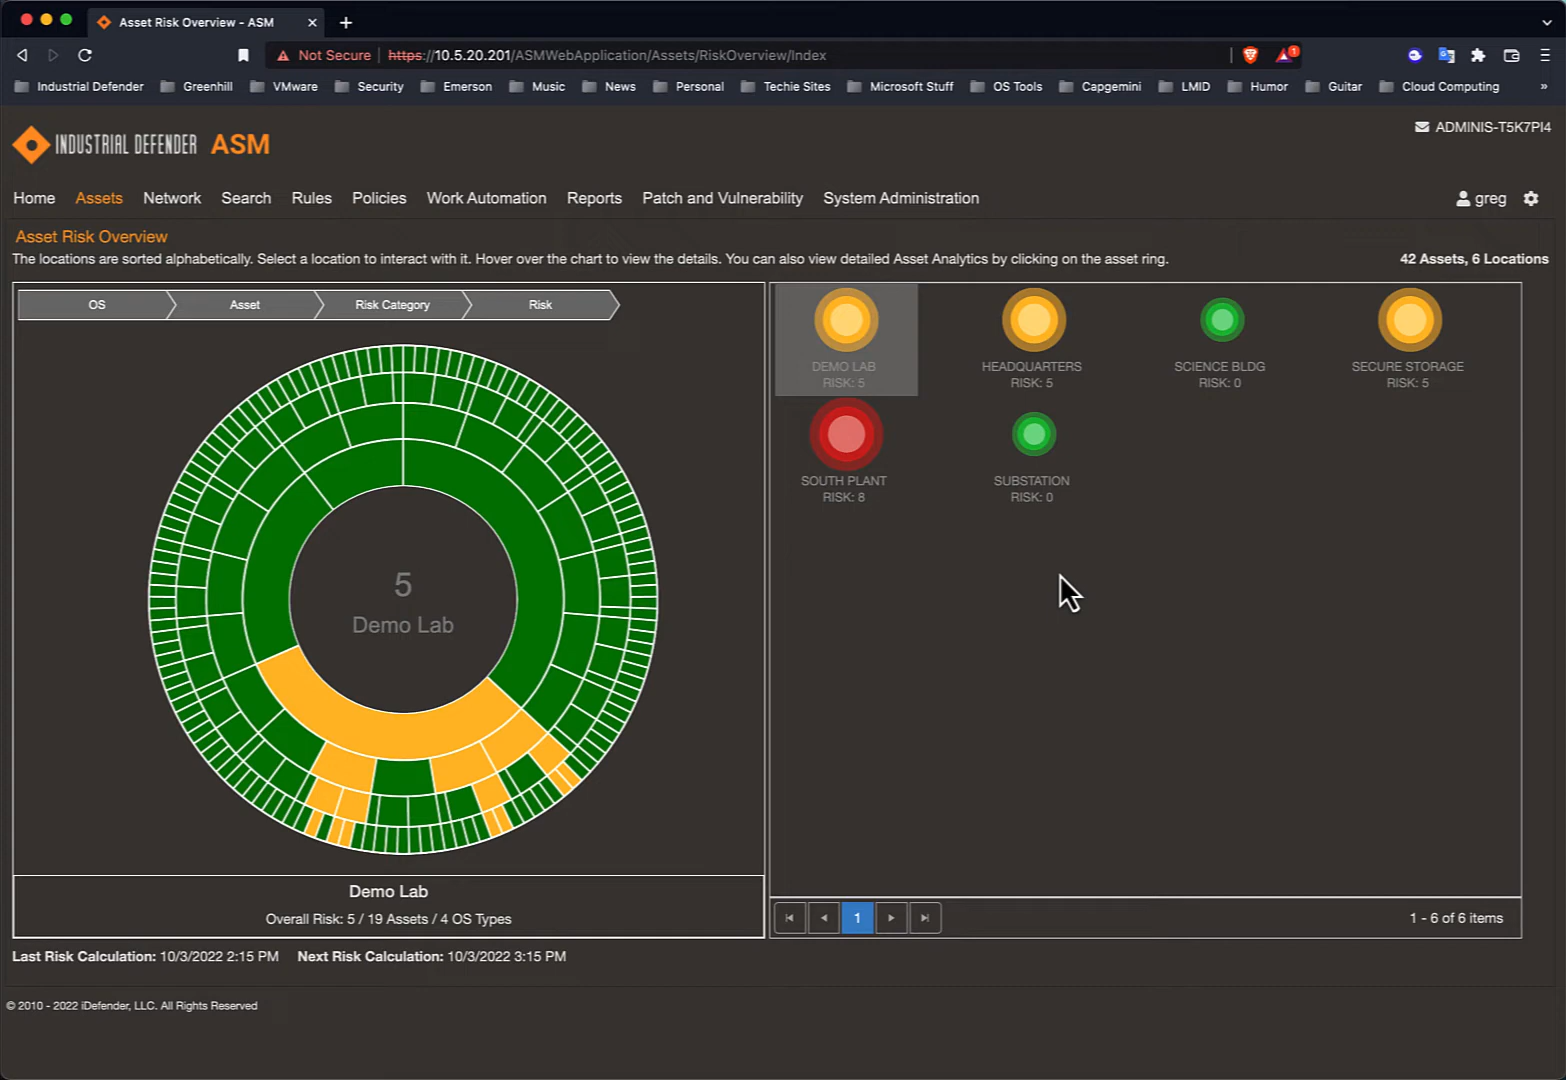 Asset Risk Overview - ASM
Not Secure https://10.5.20.201/ASMWebApplication/Assets/RiskOverview/Index
1
Industrial Defender Greenhill VMware Security Emerson Music News Personal Techie Sites Microsoft Stuff OS Tools Capgemini LMID Humor Guitar Cloud Computing »
ADMINIS-T5K7PI4
INDUSTRIAL DEFENDER ASM
Home Assets Network Search Rules Policies Work Automation Reports Patch and Vulnerability System Administration greg
Asset Risk Overview
The locations are sorted alphabetically. Select a location to interact with it. Hover over the chart to view the details. You can also view detailed Asset Analytics by clicking on the asset ring.
42 Assets, 6 Locations
OS Asset Risk Category Risk
5
Demo Lab
Demo Lab
Overall Risk: 5 / 19 Assets / 4 OS Types
DEMO LAB
RISK: 5
HEADQUARTERS
RISK: 5
SCIENCE BLDG
RISK: 0
SECURE STORAGE
RISK: 5
SOUTH PLANT
RISK: 8
SUBSTATION
RISK: 0
1
1 - 6 of 6 items
Last Risk Calculation: 10/3/2022 2:15 PM Next Risk Calculation: 10/3/2022 3:15 PM
© 2010 - 2022 iDefender, LLC. All Rights Reserved